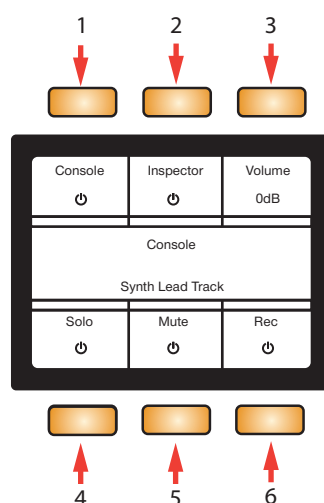 1 2 3
Console Inspector Volume
0dB
Console
Synth Lead Track
Solo Mute Rec
4 5 6